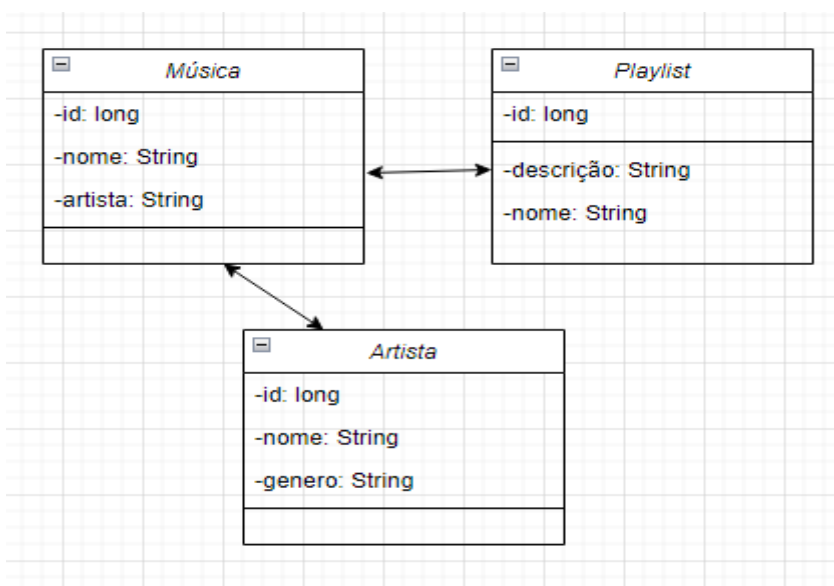 Música
-id: long
-nome: String
-artista: String
Playlist
-id: long
-descrição: String
-nome: String
Artista
-id: long
-nome: String
-genero: String